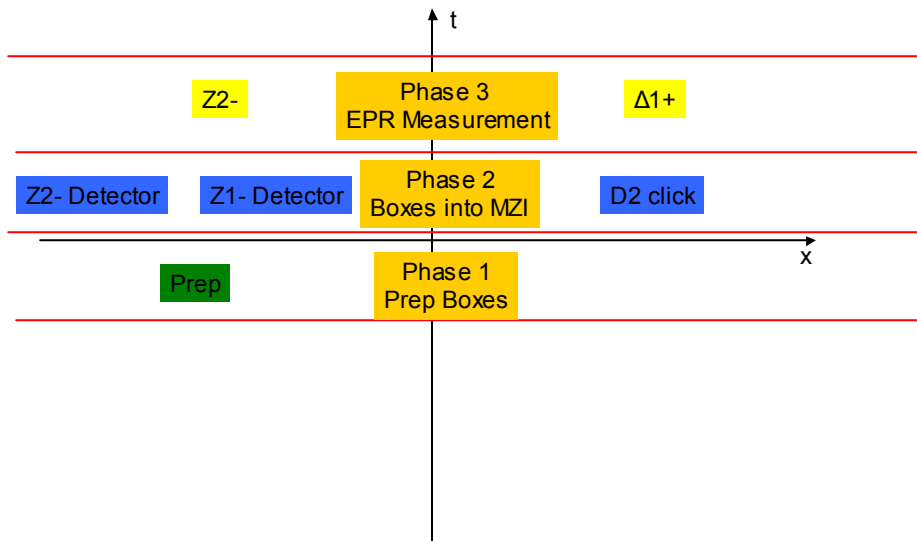 t
Z2-
Phase 3
EPR Measurement
Δ1+
Z2- Detector
Z1- Detector
Phase 2
Boxes into MZI
D2 click
x
Prep
Phase 1
Prep Boxes